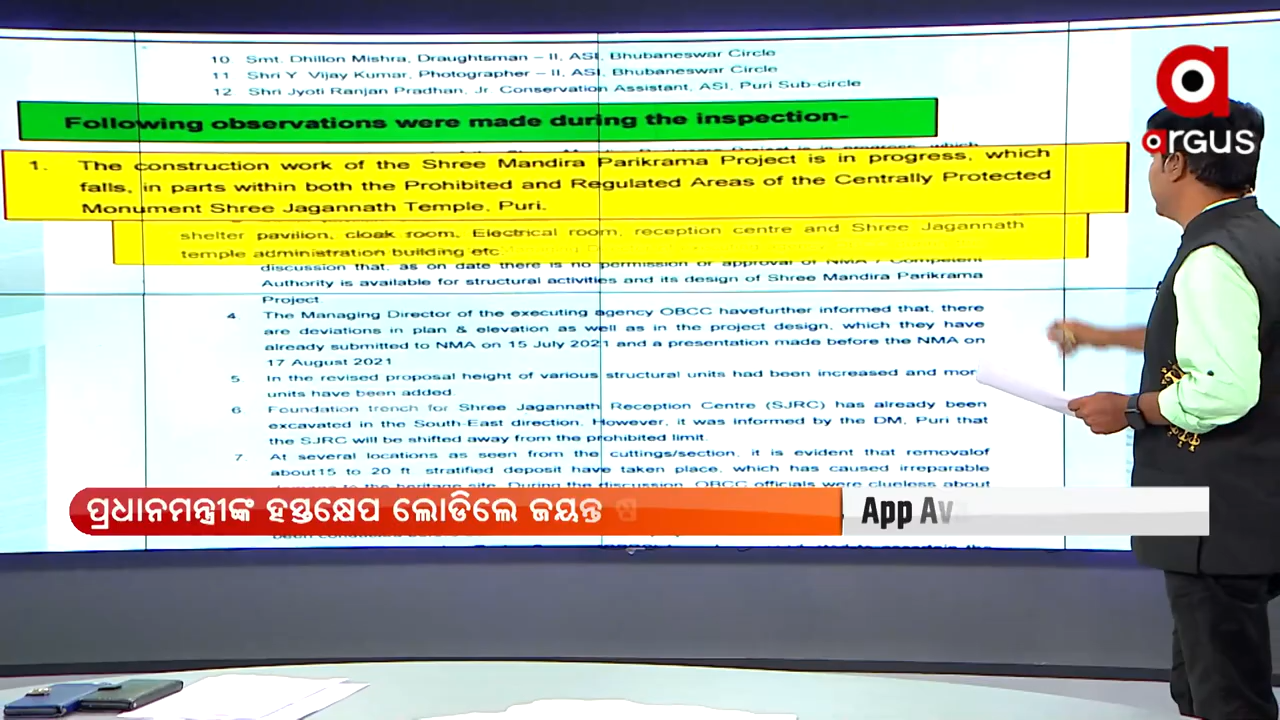 10 Smt. Dhillon Mishra, Draughtsman – II, ASI, Bhubaneswar Circle
11 Shri Y Vijay Kumar, Photographer – II, ASI, Bhubaneswar Circle
12 Shri Jyoti Ranjan Pradhan, Jr. Conservation Assistant, ASI, Puri Sub-circle
argus
Following observations were made during the inspection-
1. The construction work of the Shree Mandira Parikrama Project is in progress, which
falls, in parts within both the Prohibited and Regulated Areas of the Centrally Protected
Monument Shree Jagannath Temple, Puri.
shelter pavilion, cloak room, Electrical room, reception centre and Shree Jagannath
temple administration building etc.
discussion that, as on date there is no permission or approval of NMA / Competent
Authority is available for structural activities and its design of Shree Mandira Parikrama
Project.
4 The Managing Director of the executing agency OBCC havefurther informed that, there
are deviations in plan & elevation as well as in the project design, which they have
already submitted to NMA on 15 July 2021 and a presentation made before the NMA on
17 August 2021
5 In the revised proposal height of various structural units had been increased and mor
units have been added.
6 Foundation trench for Shree Jagannath Reception Centre (SJRC) has already been
excavated in the South-East direction. However, it was informed by the DM, Puri that
the SJRC will be shifted away from the prohibited limit.
7. At several locations as seen from the cuttings/section, it is evident that removalof
about15 to 20 ft stratified deposit have taken place, which has caused irreparable
to the heritage site. During the discussion, OBCC officials were clueless about
ପ୍ରଧାନମନ୍ତ୍ରୀଙ୍କ ହସ୍ତକ୍ଷେପ ଲୋଡିଲେ ଜୟନ୍ତ
App Av